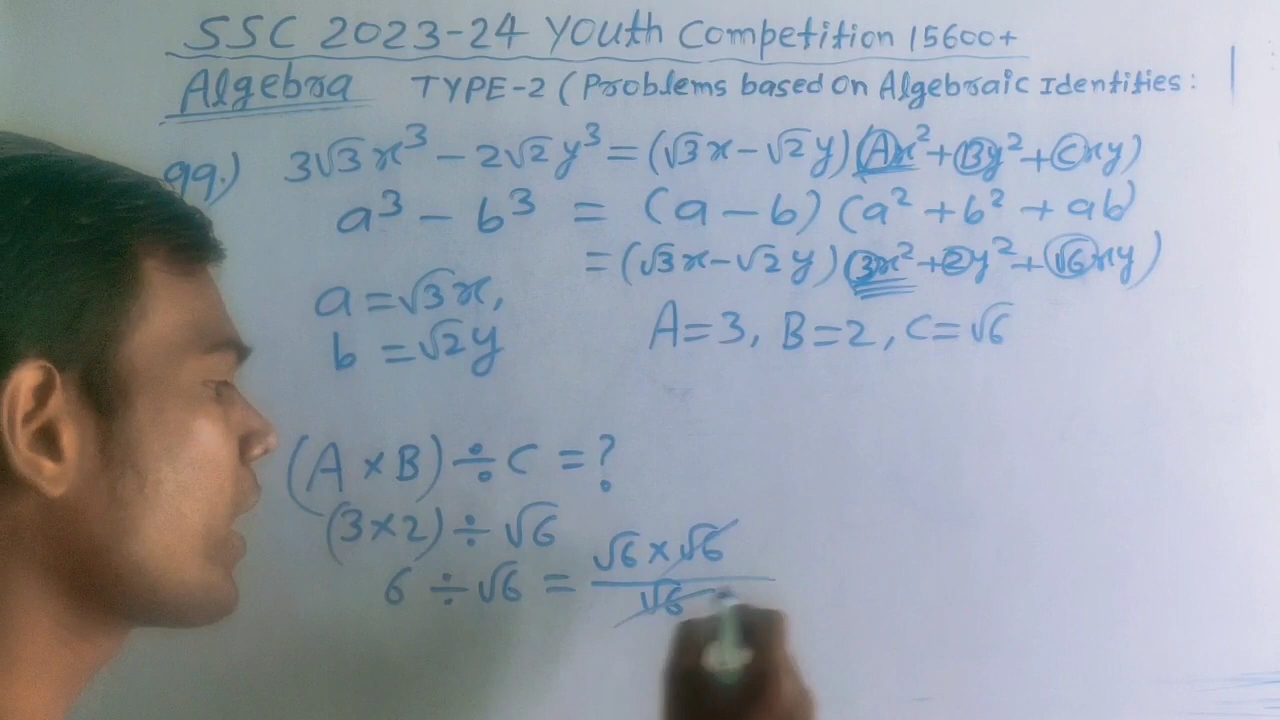 SSC 2023-24 Youth Competition 15600+
Algebra TYPE-2 (Problems based on Algebraic Identities:
99.) 3√3x³ - 2√2y³ = (√3x - √2y)(Ax² + By² + Cxy)
a³ - b³ = (a - b) (a² + b² + ab)
= (√3x - √2y)(3x² + 2y² + √6xy)
a = √3x,
b = √2y
A = 3, B = 2, C = √6
(A × B) ÷ C = ?
(3 × 2) ÷ √6
6 ÷ √6 = √6 × √6 / √6